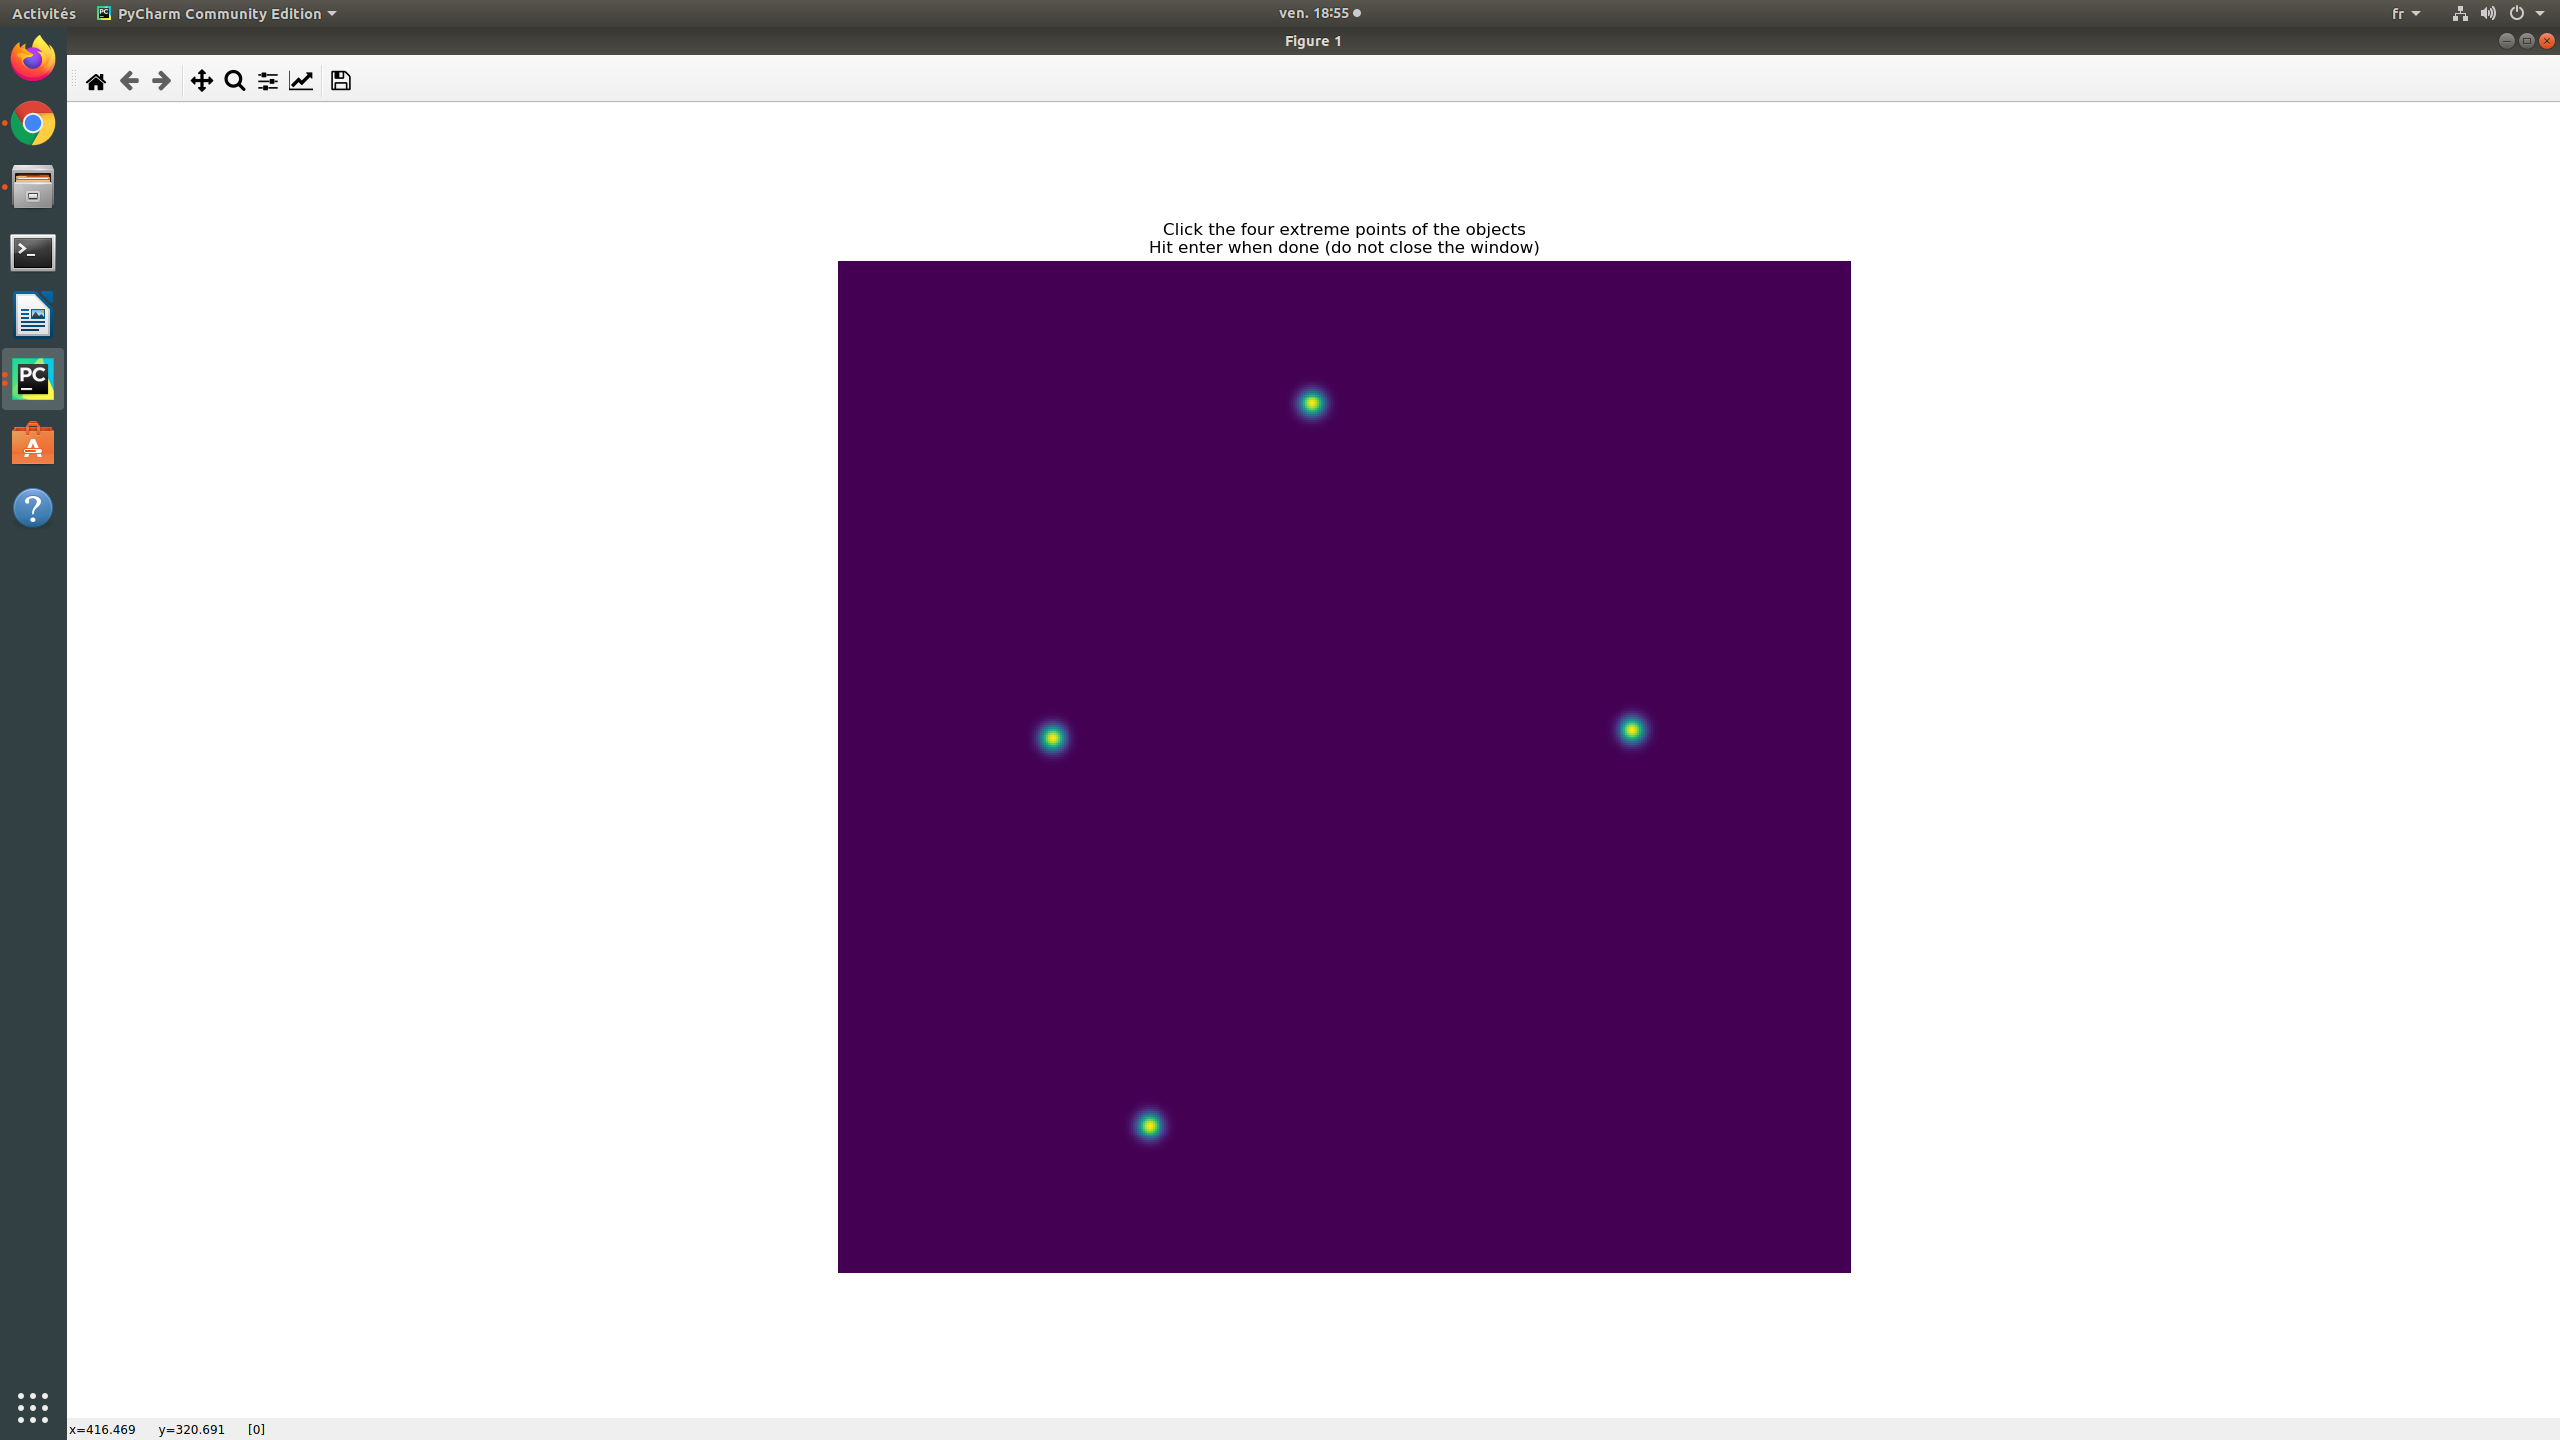 Activités PyCharm Community Edition ven. 18:55 fr
Figure 1
Click the four extreme points of the objects
Hit enter when done (do not close the window)
PC
x=416.469 y=320.691 [0]